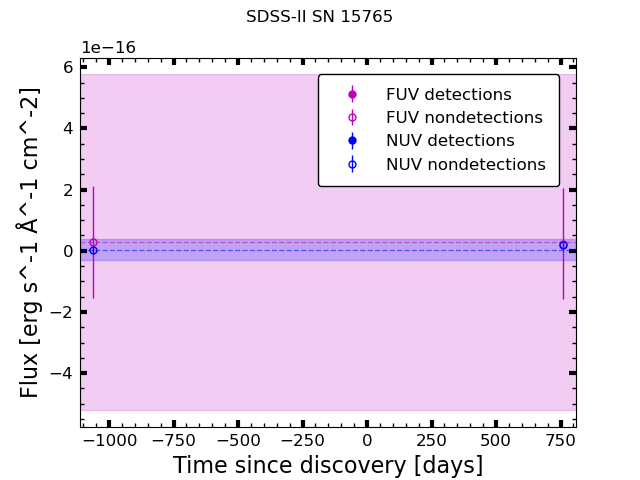 SDSS-II SN 15765
1e−16
6
4
2
0
−2
−4
Flux [erg s^-1 Å^-1 cm^-2]
FUV detections
FUV nondetections
NUV detections
NUV nondetections
−1000 −750 −500 −250 0 250 500 750
Time since discovery [days]